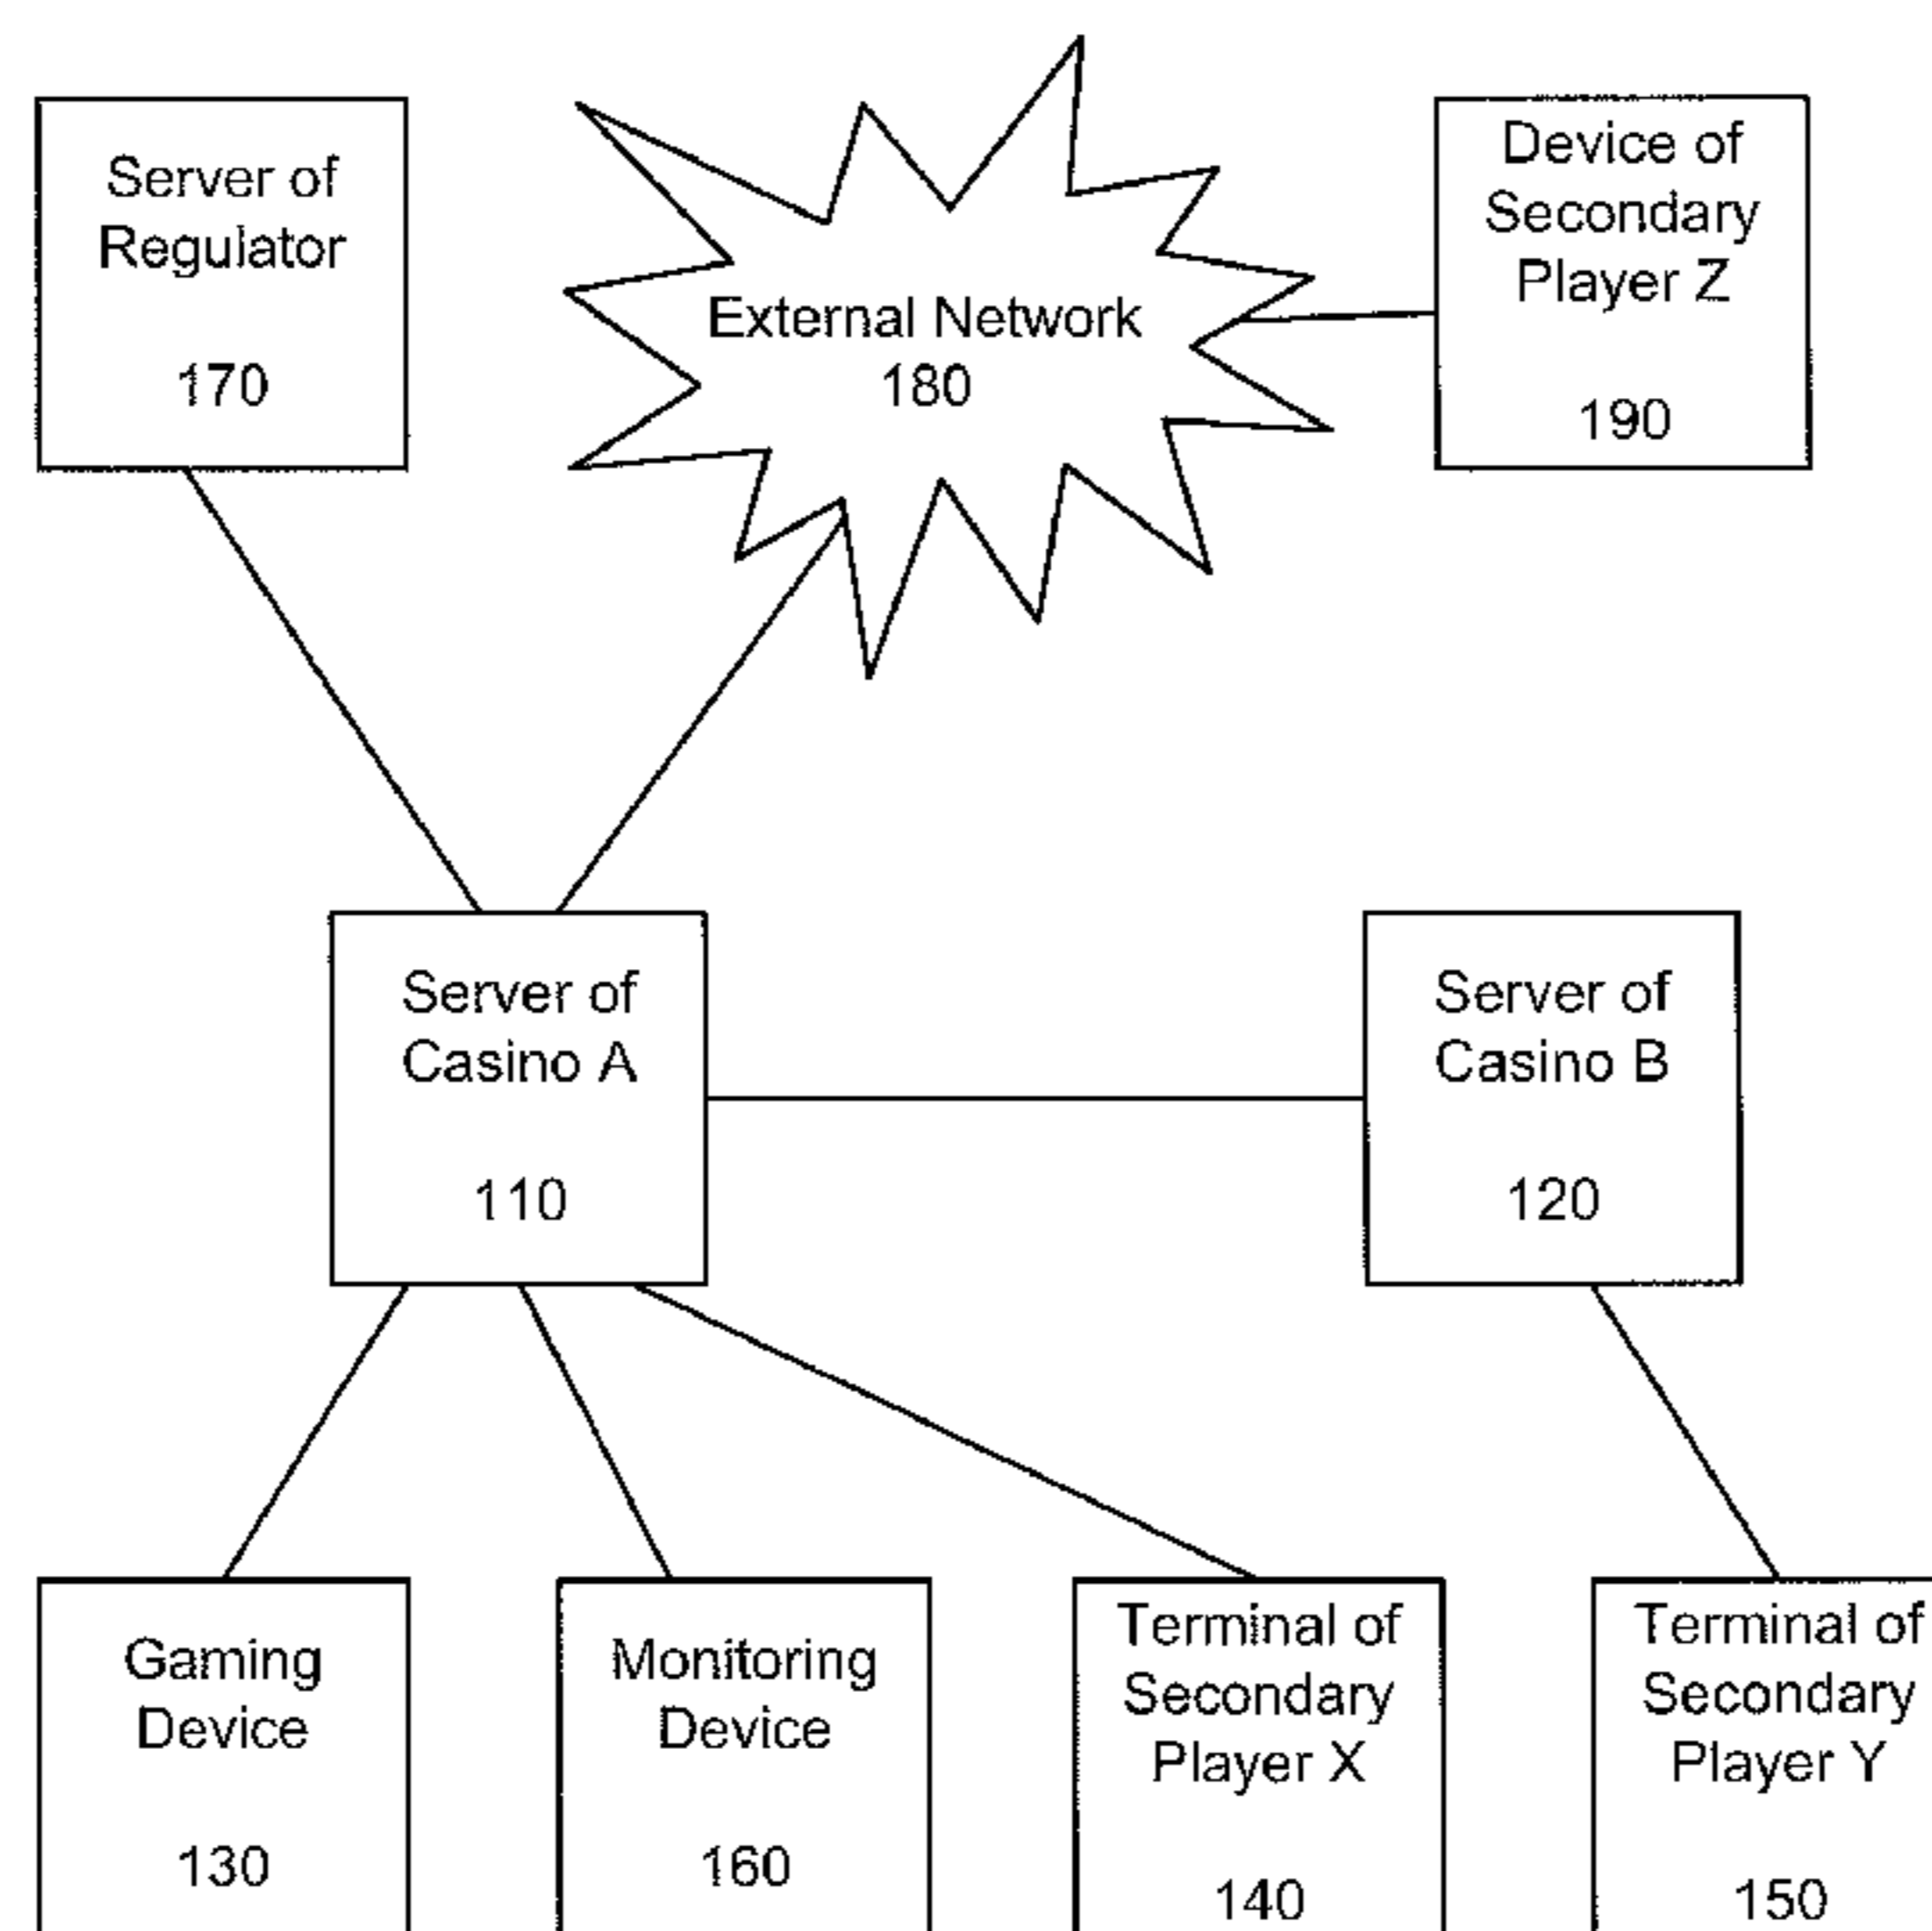 Server of
Regulator
170
External Network
180
Device of
Secondary
Player Z
190
Server of
Casino A
110
Server of
Casino B
120
Gaming
Device
130
Monitoring
Device
160
Terminal of
Secondary
Player X
140
Terminal of
Secondary
Player Y
150